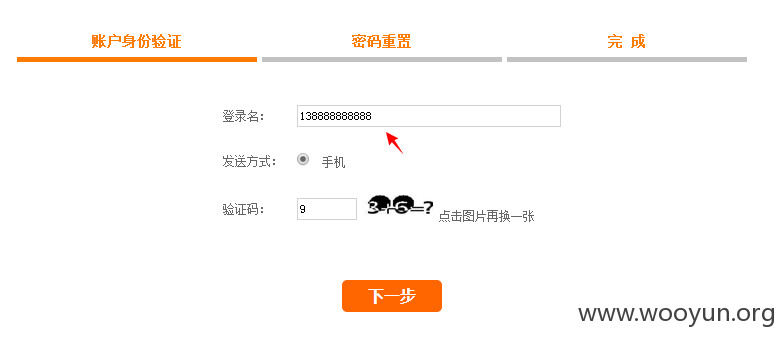 账户身份验证 密码重置 完 成
登录名： 138888888888
发送方式： 手机
验证码： 9 3+6=? 点击图片再换一张
下一步
www.wooyun.org